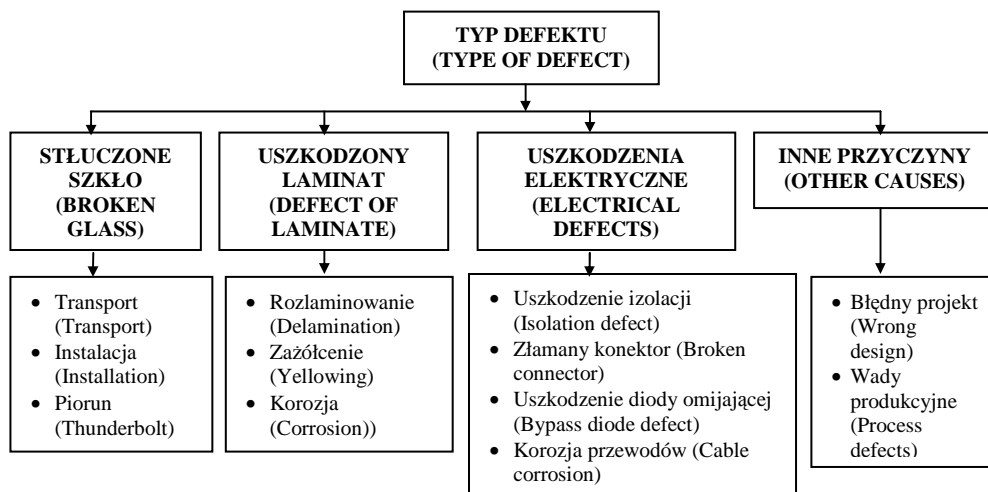 TYP DEFEKTU
(TYPE OF DEFECT)
STŁUCZONE
SZKŁO
(BROKEN
GLASS)
USZKODZONY
LAMINAT
(DEFECT OF
LAMINATE)
USZKODZENIA
ELEKTRYCZNE
(ELECTRICAL
DEFECTS)
INNE PRZYCZYNY
(OTHER CAUSES)
• Transport
(Transport)
• Instalacja
(Installation)
• Piorun
(Thunderbolt)
• Rozlaminowanie
(Delamination)
• Zażółcenie
(Yellowing)
• Korozja
(Corrosion))
• Uszkodzenie izolacji
(Isolation defect)
• Złamany konektor (Broken
connector)
• Uszkodzenie diody omijającej
(Bypass diode defect)
• Korozja przewodów (Cable
corrosion)
• Błędny projekt
(Wrong
design)
• Wady
produkcyjne
(Process
defects)